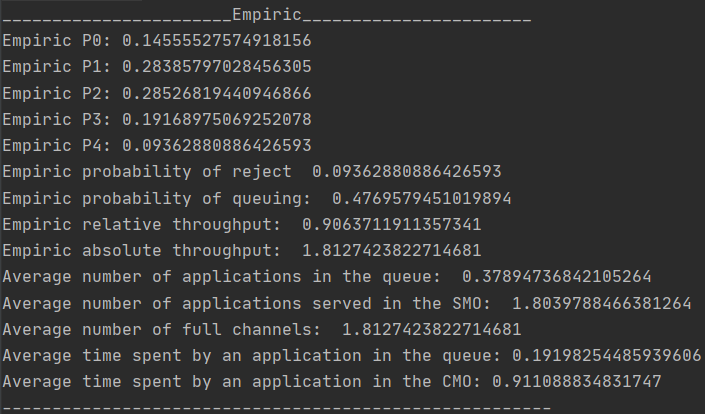 _______________________Empiric_______________________
Empiric P0: 0.14555527574918156
Empiric P1: 0.28385797028456305
Empiric P2: 0.28526819440946866
Empiric P3: 0.19168975069252078
Empiric P4: 0.09362880886426593
Empiric probability of reject  0.09362880886426593
Empiric probability of queuing:  0.4769579451019894
Empiric relative throughput:  0.9063711911357341
Empiric absolute throughput:  1.8127423822714681
Average number of applications in the queue:  0.37894736842105264
Average number of applications served in the SMO:  1.8039788466381264
Average number of full channels:  1.8127423822714681
Average time spent by an application in the queue: 0.19198254485939606
Average time spent by an application in the CMO: 0.911088834831747
-------------------------------------------------------